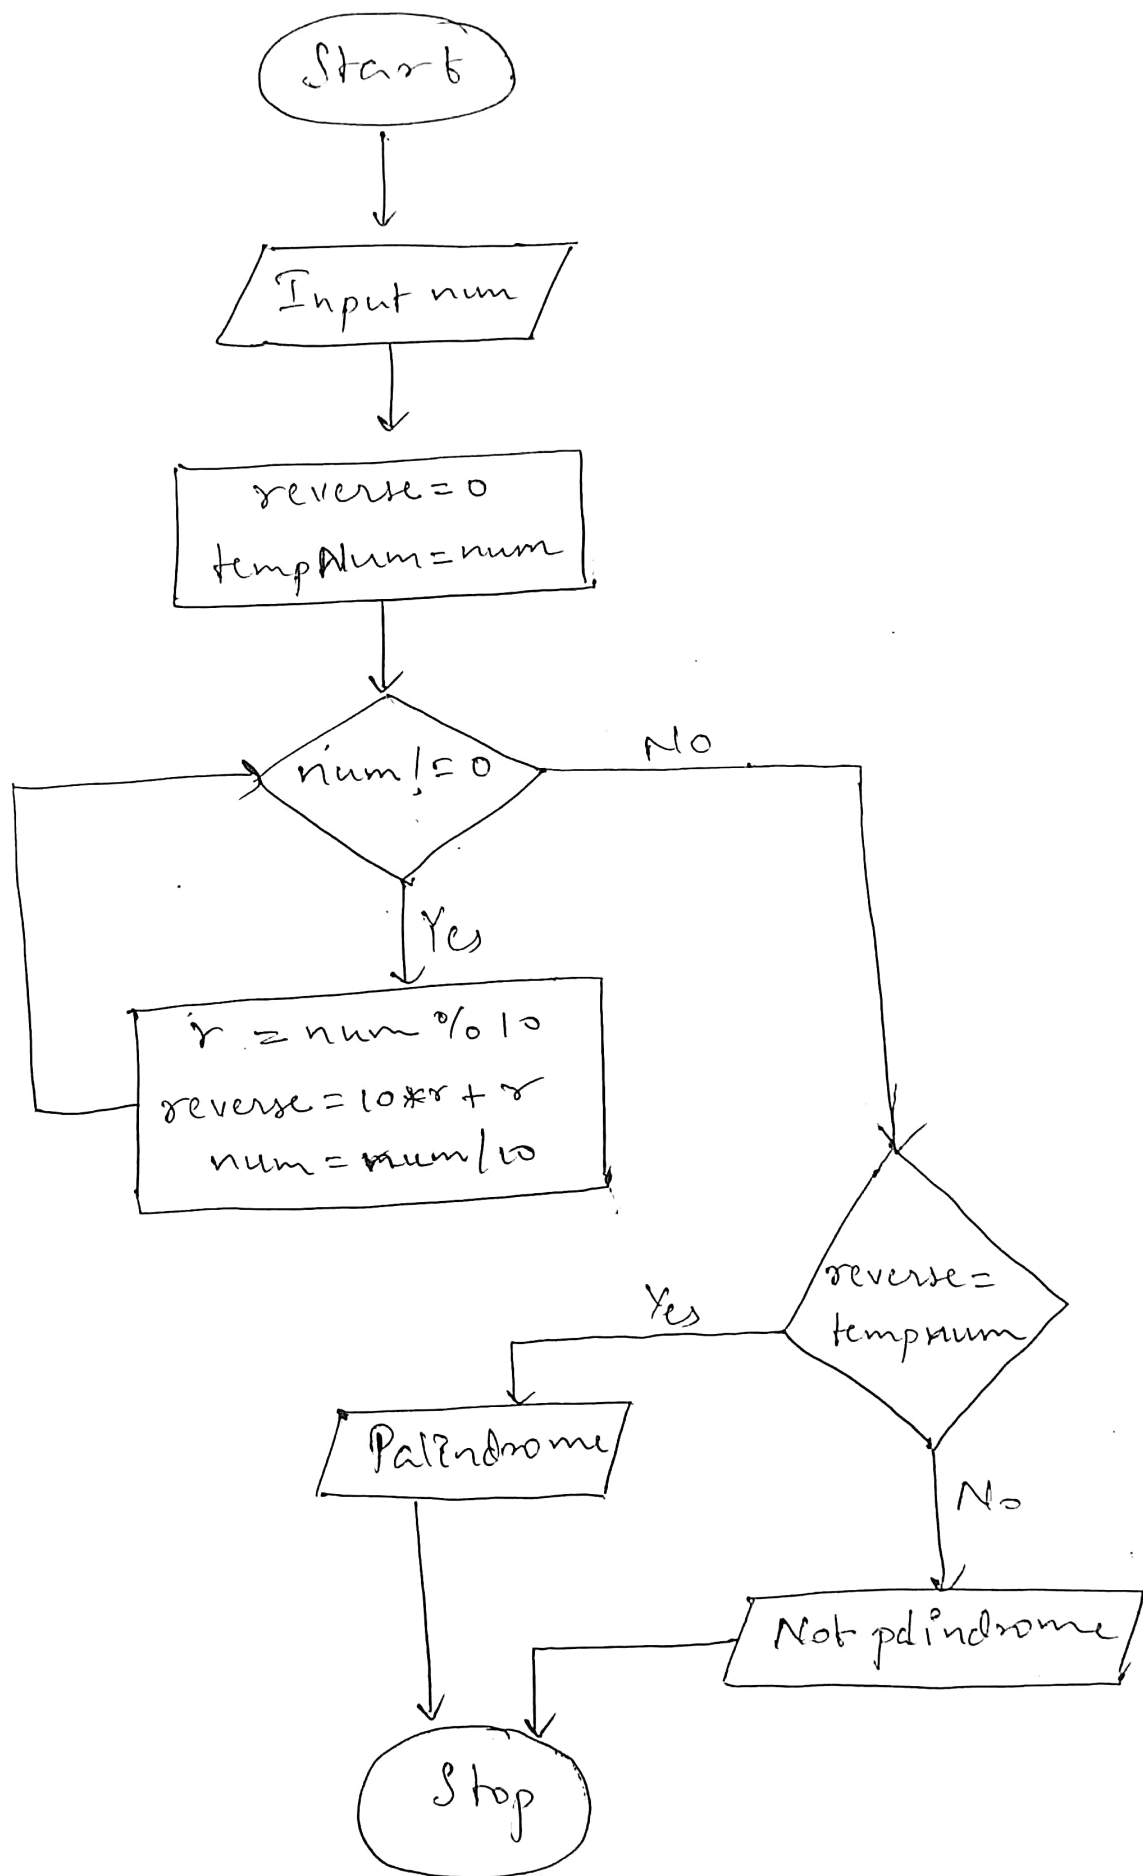 Start
Input num
reverse=0
tempNum=num
num!=0
No
Yes
r = num % 10
reverse=10*r+r
num=num/10
reverse=
tempnum
Yes
Palindrome
No
Not palindrome
Stop